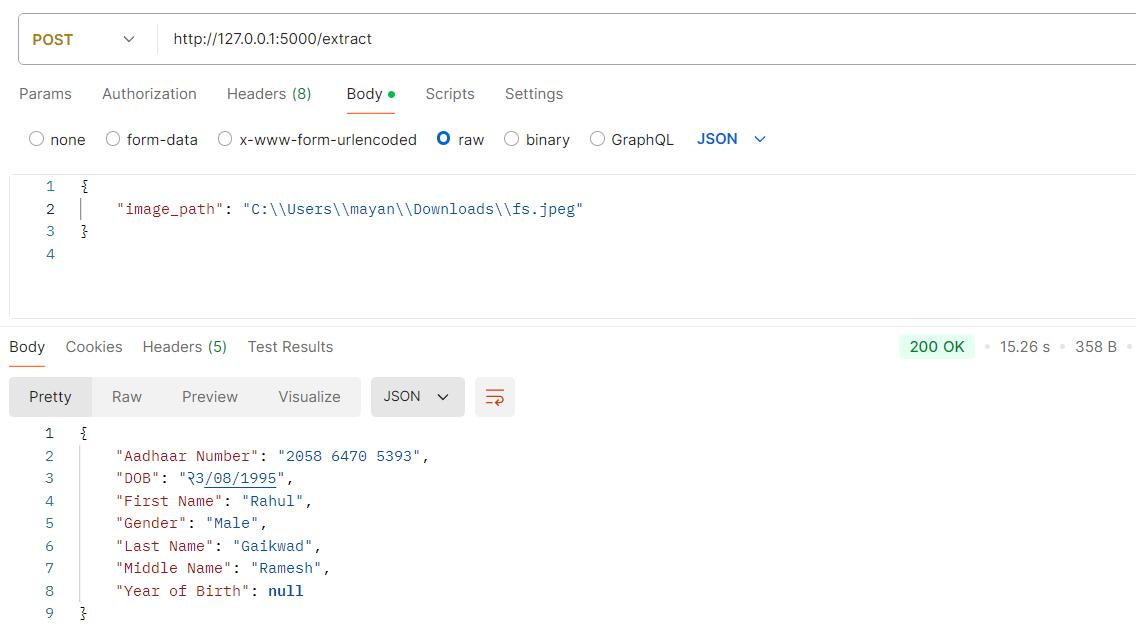 POST http://127.0.0.1:5000/extract
Params Authorization Headers (8) Body Scripts Settings
none form-data x-www-form-urlencoded raw binary GraphQL JSON
1 {
2 "image_path": "C:\\Users\\mayan\\Downloads\\fs.jpeg"
3 }
4
Body Cookies Headers (5) Test Results 200 OK 15.26 s 358 B
Pretty Raw Preview Visualize JSON
1 {
2 "Aadhaar Number": "2058 6470 5393",
3 "DOB": "२3/08/1995",
4 "First Name": "Rahul",
5 "Gender": "Male",
6 "Last Name": "Gaikwad",
7 "Middle Name": "Ramesh",
8 "Year of Birth": null
9 }